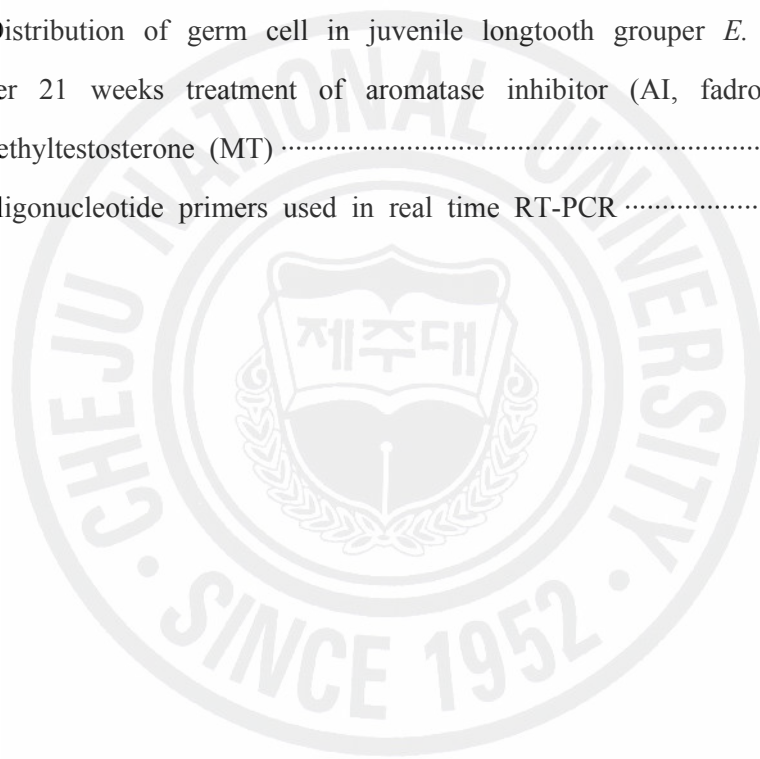 Distribution of germ cell in juvenile longtooth grouper E.
er 21 weeks treatment of aromatase inhibitor (AI, fadro
ethyltestosterone (MT) ································································
ligonucleotide primers used in real time RT-PCR ··················
CHEJU NATIONAL UNIVERSITY
제주대
· SINCE 1952 ·